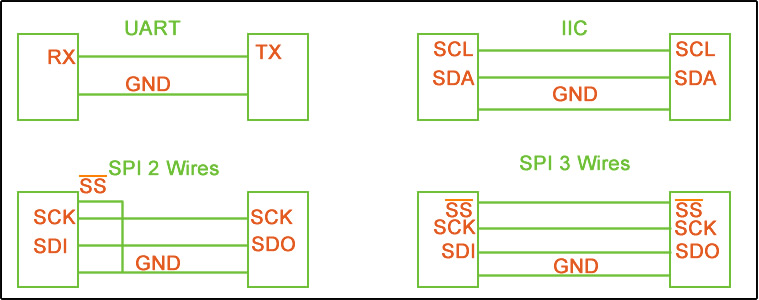 UART
RX
TX
GND
IIC
SCL
SCL
SDA
SDA
GND
SPI 2 Wires
SS
SCK
SCK
SDI
SDO
GND
SPI 3 Wires
SS
SS
SCK
SCK
SDI
SDO
GND